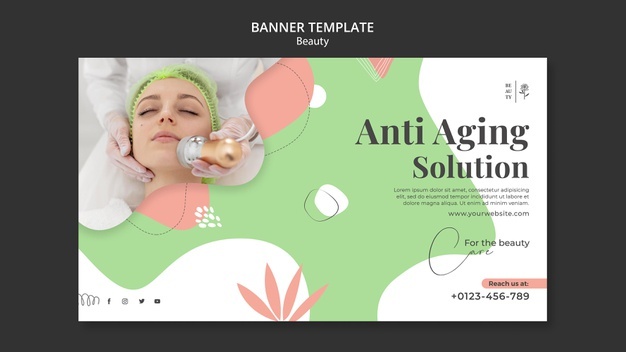 BANNER TEMPLATE
Beauty
BE
AU
TY
Anti Aging
Solution
Lorem ipsum dolor sit amet, consectetur adipisicing
elit, sed do eiusmod tempor incididunt ut labore et
dolore magna aliqua. Ut enim ad minim veniam.
www.yourwebsite.com
For the beauty
Care
Reach us at:
+0123-456-789